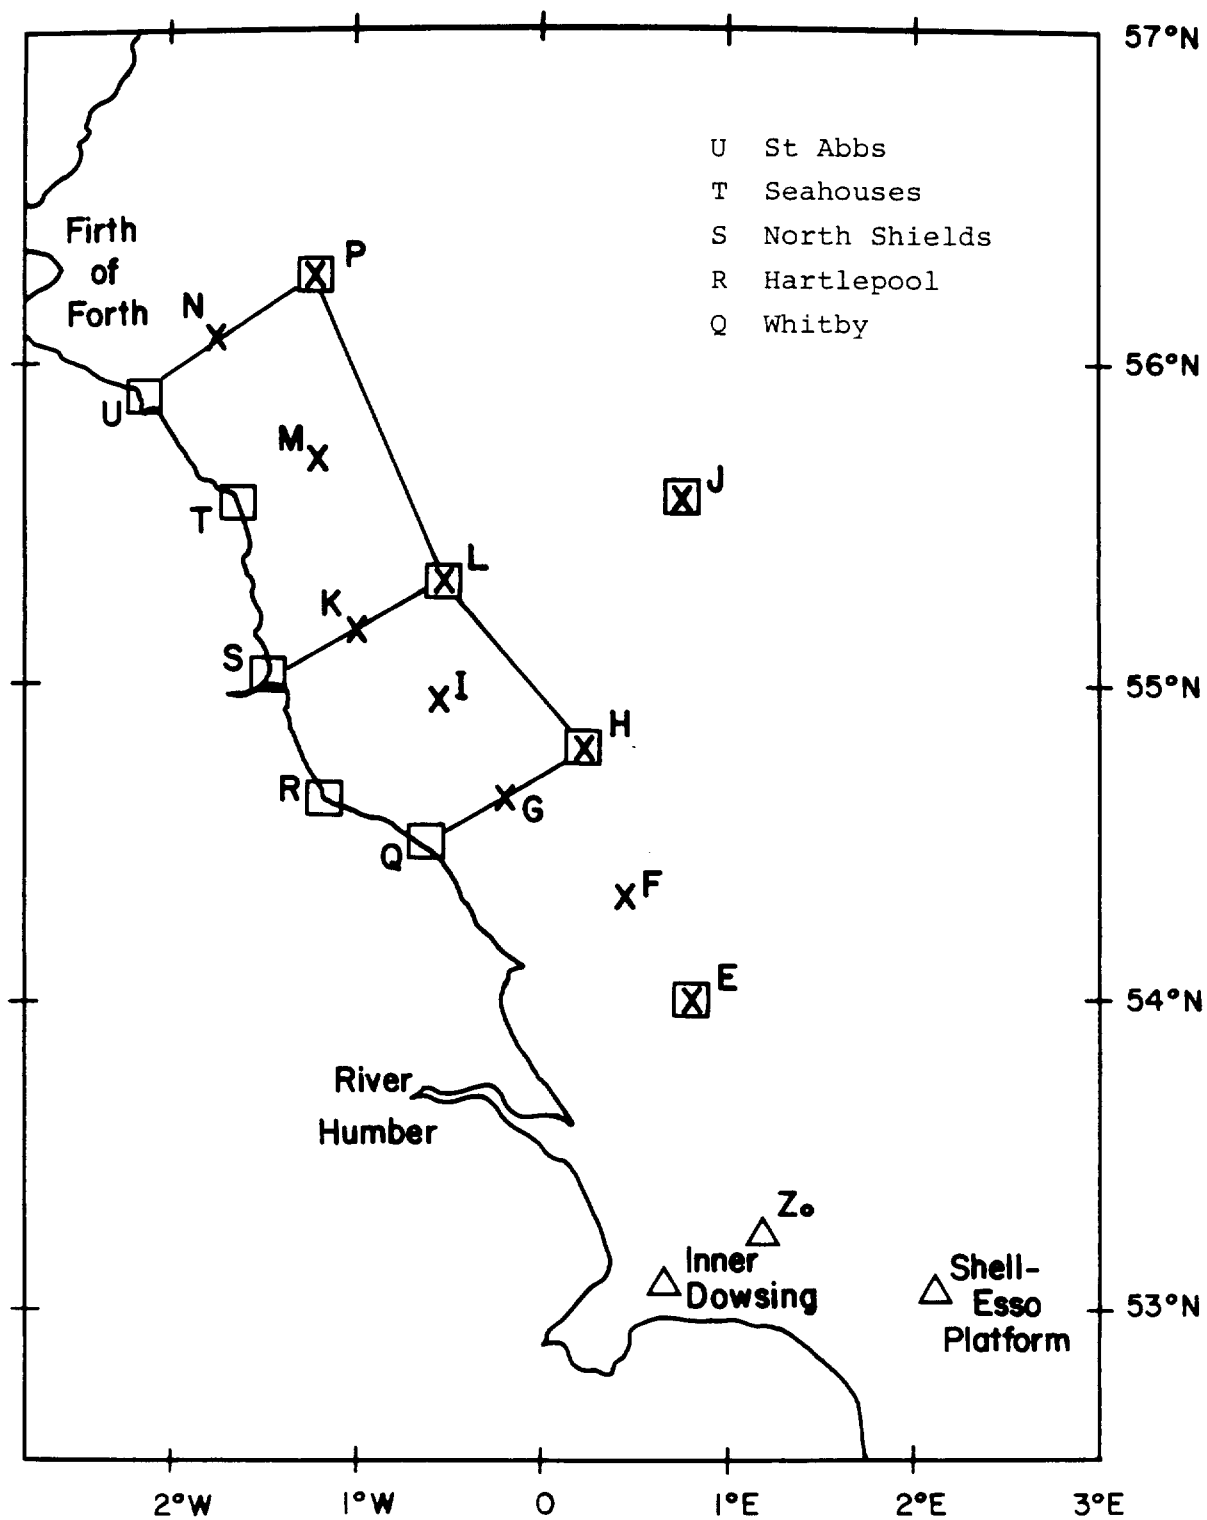 57°N
U St Abbs
T Seahouses
S North Shields
R Hartlepool
Q Whitby
Firth
of
Forth
P
N
56°N
U
M
J
T
L
K
S
I
55°N
H
R
G
Q
F
E
54°N
River
Humber
Z₀
Inner
Dowsing
Shell-
Esso
Platform
53°N
2°W 1°W 0 1°E 2°E 3°E